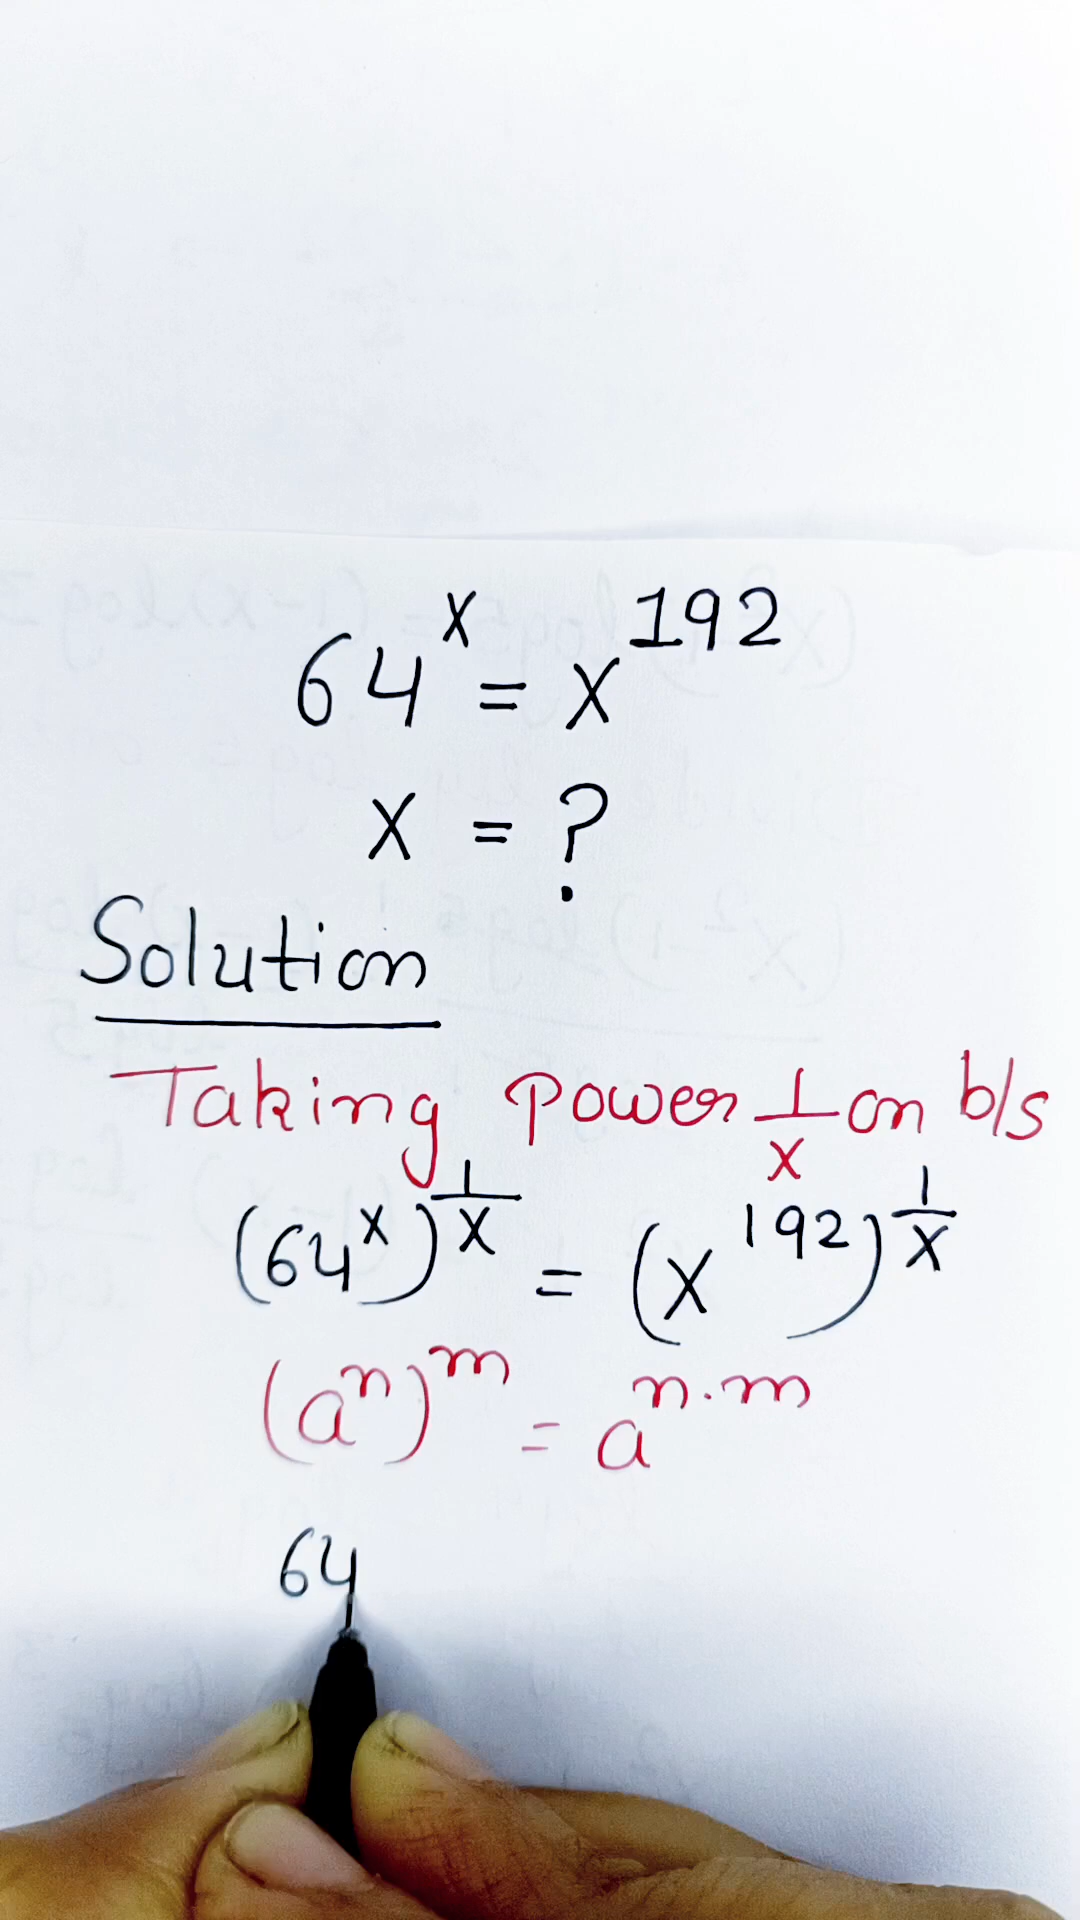 64^x = x^192
x = ?
Solution
Taking Power 1/x on b/s
(64^x)^(1/x) = (x^192)^(1/x)
(a^n)^m = a^(n.m)
64